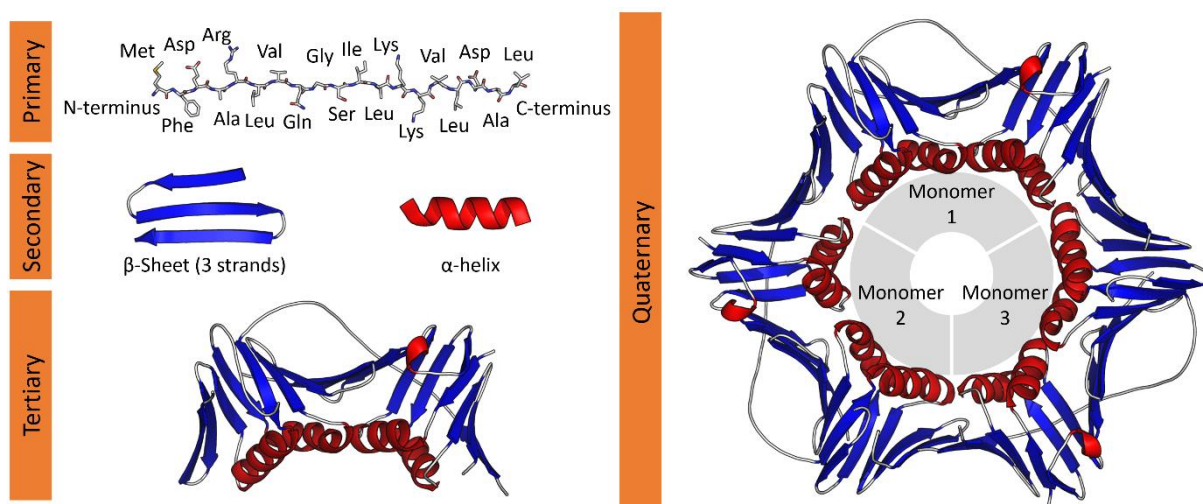 Primary
Met
Asp
Arg
Val
Gly
Ile
Lys
Val
Asp
Leu
N-terminus
C-terminus
Phe
Ala
Leu
Gln
Ser
Leu
Lys
Leu
Ala
Secondary
β-Sheet (3 strands)
α-helix
Tertiary
Quaternary
Monomer
1
Monomer
2
Monomer
3